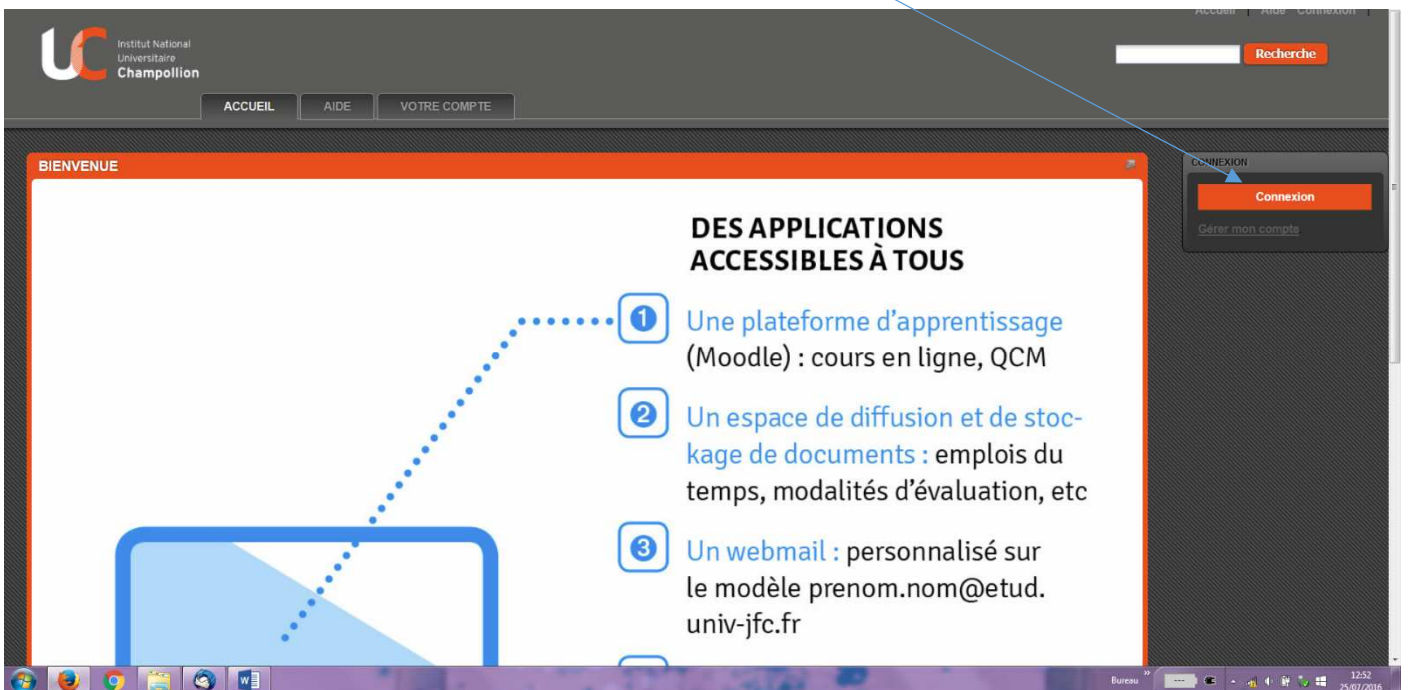 Accueil | Aide Connexion |
Institut National
Universitaire
Champollion
Recherche
ACCUEIL AIDE VOTRE COMPTE
BIENVENUE
CONNEXION
Connexion
Gérer mon compte
DES APPLICATIONS
ACCESSIBLES À TOUS
1 Une plateforme d'apprentissage
(Moodle) : cours en ligne, QCM
2 Un espace de diffusion et de stoc-
kage de documents : emplois du
temps, modalités d'évaluation, etc
3 Un webmail : personnalisé sur
le modèle prenom.nom@etud.
univ-jfc.fr
Bureau
12:52
25/07/2016